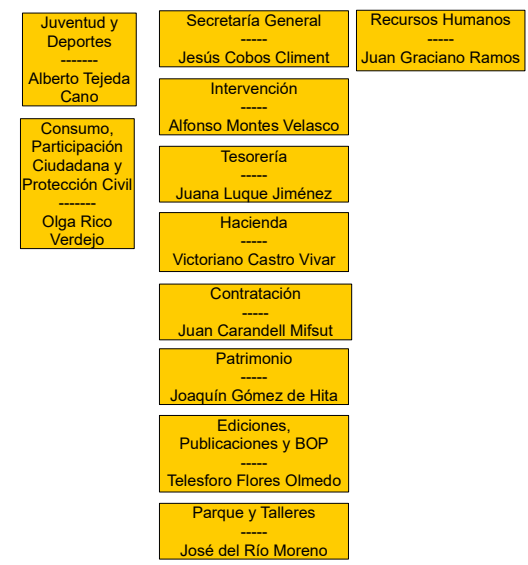 Juventud y
Deportes
-------
Alberto Tejeda
Cano
Consumo,
Participación
Ciudadana y
Protección Civil
-------
Olga Rico
Verdejo
Secretaría General
-----
Jesús Cobos Climent
Intervención
-----
Alfonso Montes Velasco
Tesorería
-----
Juana Luque Jiménez
Hacienda
-----
Victoriano Castro Vivar
Contratación
-----
Juan Carandell Mifsut
Patrimonio
-----
Joaquín Gómez de Hita
Ediciones,
Publicaciones y BOP
-----
Telesforo Flores Olmedo
Parque y Talleres
-----
José del Río Moreno
Recursos Humanos
-----
Juan Graciano Ramos